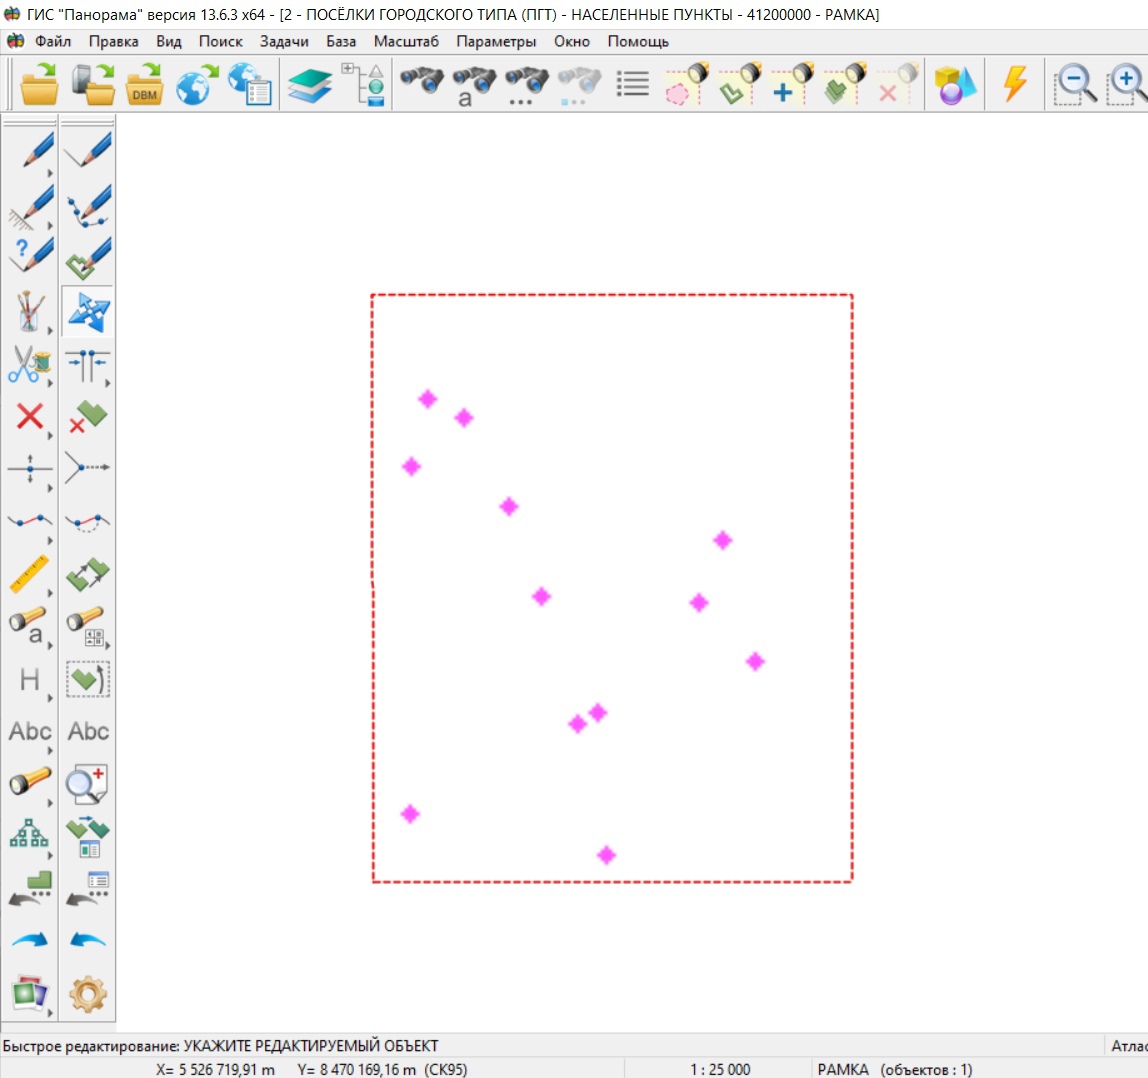 ГИС "Панорама" версия 13.6.3 x64 - [2 - ПОСЁЛКИ ГОРОДСКОГО ТИПА (ПГТ) - НАСЕЛЕННЫЕ ПУНКТЫ - 41200000 - РАМКА]
Файл Правка Вид Поиск Задачи База Масштаб Параметры Окно Помощь
DBM
a
?
a
H
Abc Abc
Быстрое редактирование: УКАЖИТЕ РЕДАКТИРУЕМЫЙ ОБЪЕКТ Атлас
X= 5 526 719,91 m Y= 8 470 169,16 m (СК95) 1 : 25 000 РАМКА (объектов : 1)